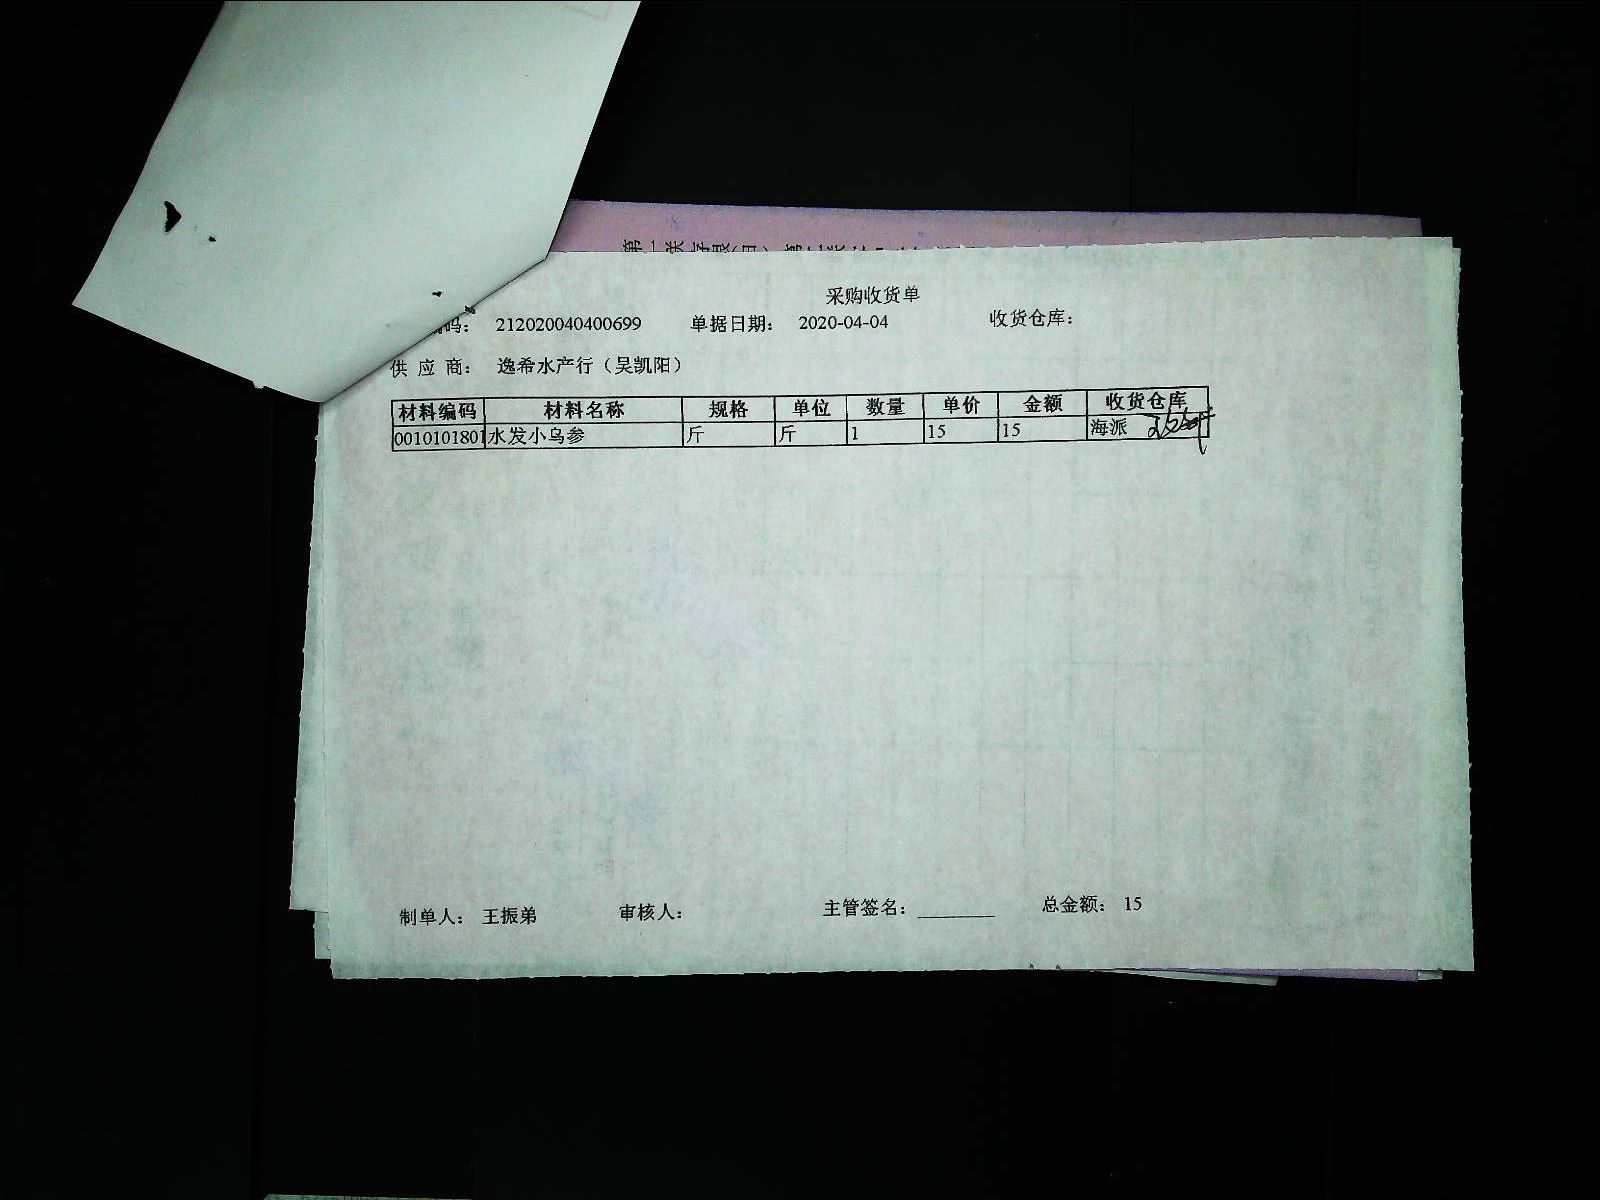 采购收货单
码： 212020040400699 单据日期： 2020-04-04 收货仓库：
供 应 商： 逸希水产行（吴凯阳）
材料编码 材料名称 规格 单位 数量 单价 金额 收货仓库
0010101801 水发小乌参 斤 斤 1 15 15 海派
制单人： 王振弟 审核人： 主管签名：________ 总金额： 15